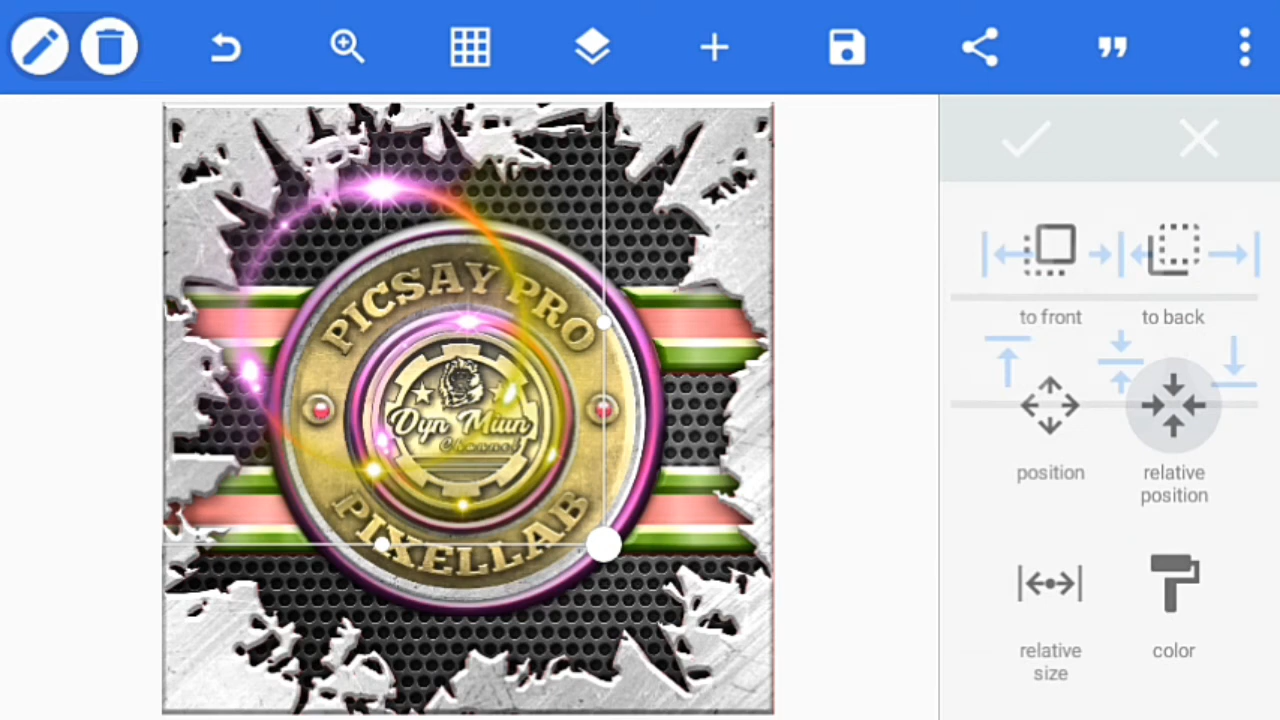 PICSAY PRO
Dyn Miun
Channel
PIXELLAB
to front
to back
position
relative
position
relative
size
color